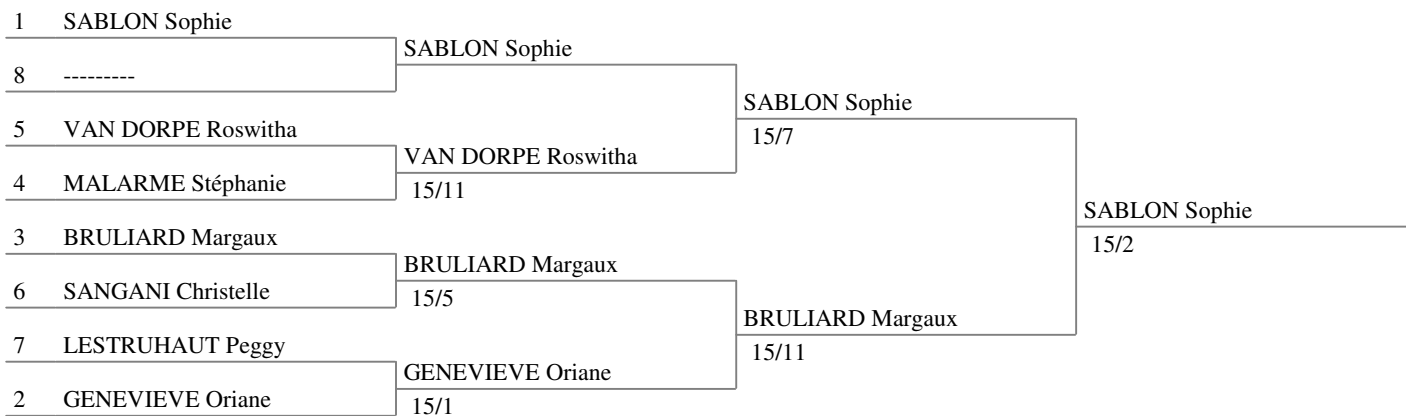 1 SABLON Sophie
SABLON Sophie
8 ---------
SABLON Sophie
5 VAN DORPE Roswitha
15/7
VAN DORPE Roswitha
4 MALARME Stéphanie
15/11
SABLON Sophie
3 BRULIARD Margaux
15/2
BRULIARD Margaux
6 SANGANI Christelle
15/5
BRULIARD Margaux
7 LESTRUHAUT Peggy
15/11
GENEVIEVE Oriane
2 GENEVIEVE Oriane
15/1